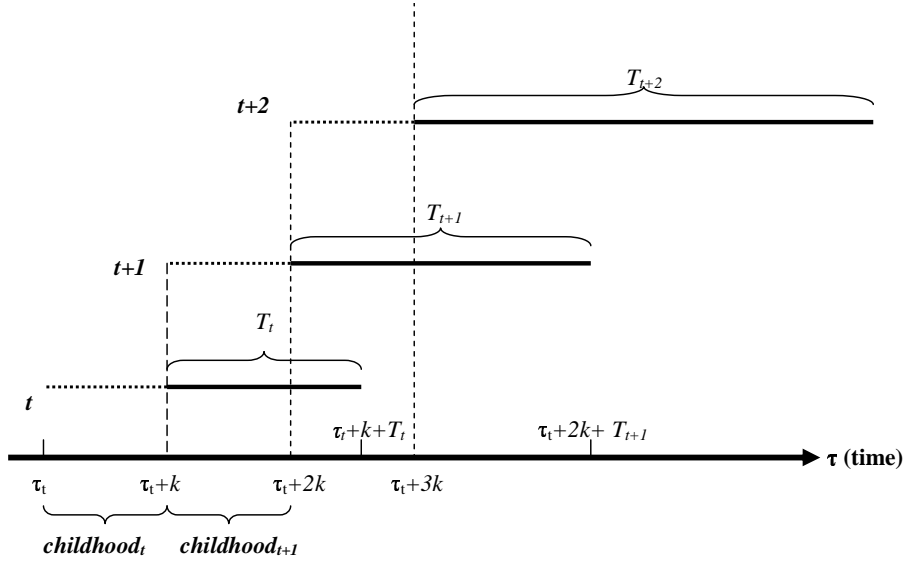 T_{t+2}
t+2
T_{t+1}
t+1
T_t
t
τ_t+k+T_t τ_t+2k+ T_{t+1}
τ (time)
τ_t τ_t+k τ_t+2k τ_t+3k
childhood_t childhood_{t+1}